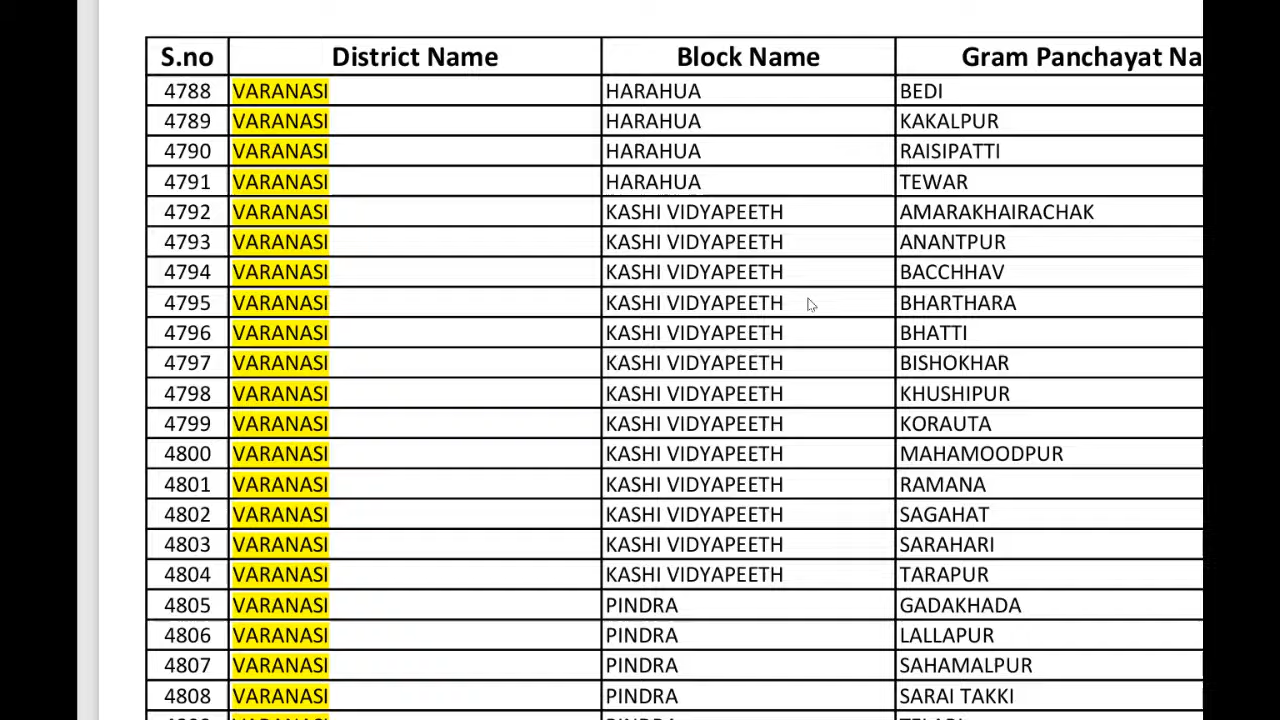 S.no District Name Block Name Gram Panchayat Na
4788 VARANASI HARAHUA BEDI
4789 VARANASI HARAHUA KAKALPUR
4790 VARANASI HARAHUA RAISIPATTI
4791 VARANASI HARAHUA TEWAR
4792 VARANASI KASHI VIDYAPEETH AMARAKHAIRACHAK
4793 VARANASI KASHI VIDYAPEETH ANANTPUR
4794 VARANASI KASHI VIDYAPEETH BACCHHAV
4795 VARANASI KASHI VIDYAPEETH BHARTHARA
4796 VARANASI KASHI VIDYAPEETH BHATTI
4797 VARANASI KASHI VIDYAPEETH BISHOKHAR
4798 VARANASI KASHI VIDYAPEETH KHUSHIPUR
4799 VARANASI KASHI VIDYAPEETH KORAUTA
4800 VARANASI KASHI VIDYAPEETH MAHAMOODPUR
4801 VARANASI KASHI VIDYAPEETH RAMANA
4802 VARANASI KASHI VIDYAPEETH SAGAHAT
4803 VARANASI KASHI VIDYAPEETH SARAHARI
4804 VARANASI KASHI VIDYAPEETH TARAPUR
4805 VARANASI PINDRA GADAKHADA
4806 VARANASI PINDRA LALLAPUR
4807 VARANASI PINDRA SAHAMALPUR
4808 VARANASI PINDRA SARAI TAKKI